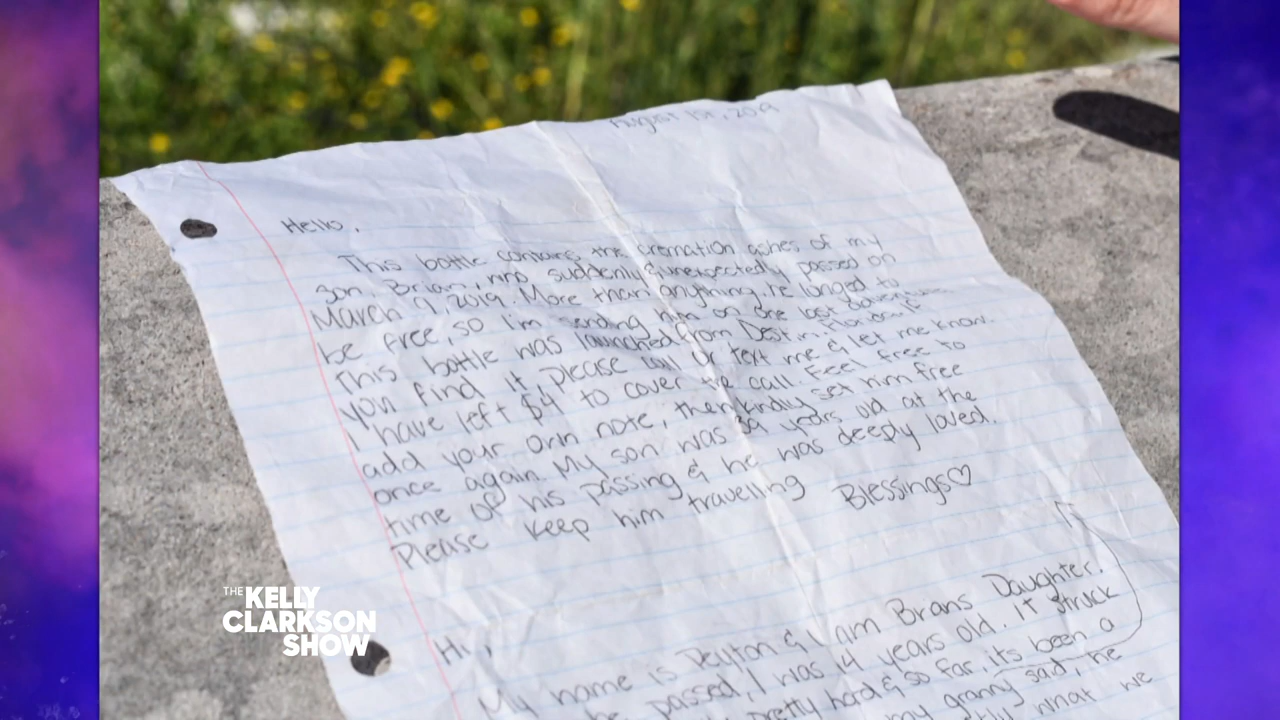 August 1st, 2019
Hello,
This bottle contains the cremation ashes of my
son, Brian, who suddenly & unexpectedly passed on
March 9, 2019. More than anything, he longed to
be free, so I'm sending him on one last adventure.
This bottle was launched from Destin, Florida. If
you find it please call or text me & let me know.
I have left $4 to cover the call. Feel free to
add your own note, then kindly set him free
once again. My son was 39 years old at the
time of his passing & he was deeply loved.
Please keep him travelling
Blessings♡
Hi,
My name is Peyton & I am Brians Daughter.
he passed, I was 14 years old. It struck
pretty hard & so far its been a
my granny said, he
what we
THE
KELLY
CLARKSON
SHOW